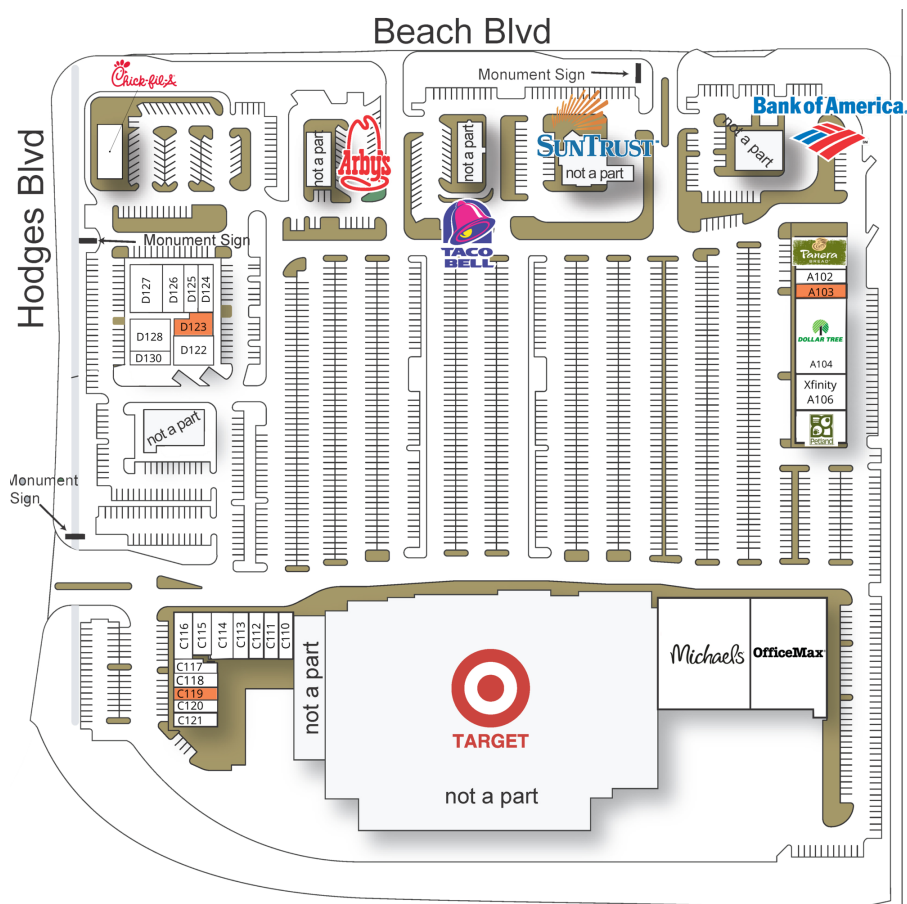 Beach Blvd
Hodges Blvd
Chick-fil-A
Monument Sign
Bank of America
SUNTRUST
Arby's
not a part
not a part
not a part
not a part
TACO
BELL
Monument Sign
Panera
BREAD
A102
A103
DOLLAR TREE
A104
Xfinity
A106
Petland
D127
D126
D125
D124
D123
D128
D122
D130
not a part
Monument
Sign
C116
C115
C114
C113
C112
C111
C110
C117
C118
C119
C120
C121
not a part
TARGET
not a part
Michaels
OfficeMax